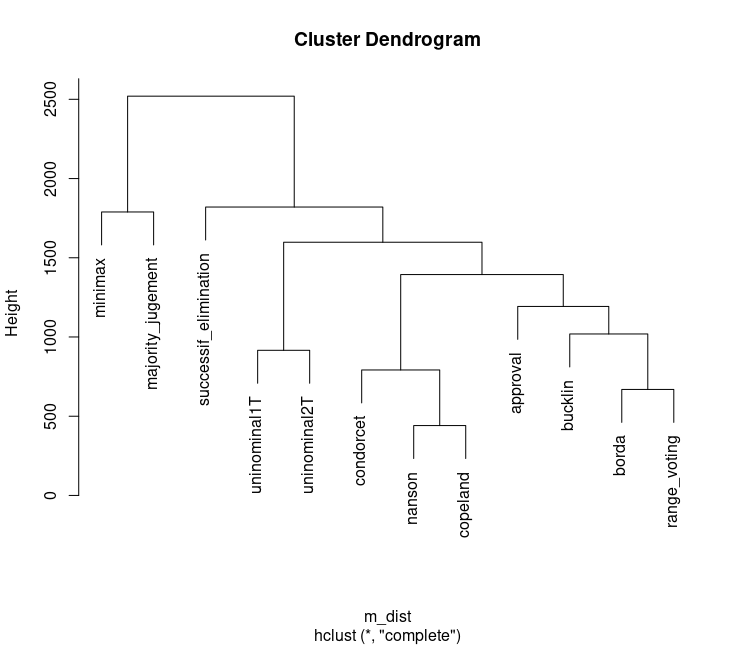 Cluster Dendrogram
Height
2500
2000
1500
1000
500
0
minimax
majority_jugement
successif_elimination
uninominal1T
uninominal2T
condorcet
nanson
copeland
approval
bucklin
borda
range_voting
m_dist
hclust (*, "complete")